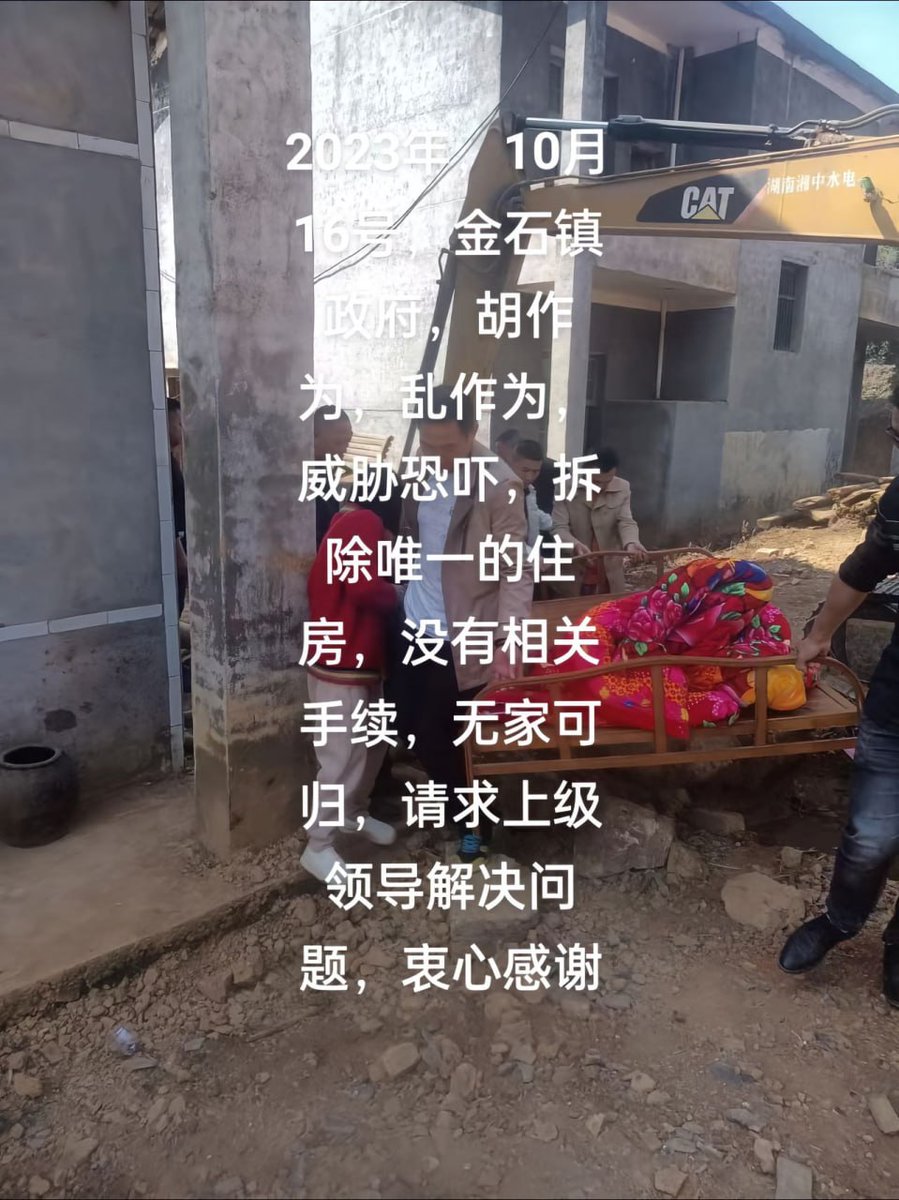 2023年 10月
16号，金石镇
政府，胡作
为，乱作为，
威胁恐吓，拆
除唯一的住
房，没有相关
手续，无家可
归，请求上级
领导解决问
题，衷心感谢
CAT
湖南湘中水电